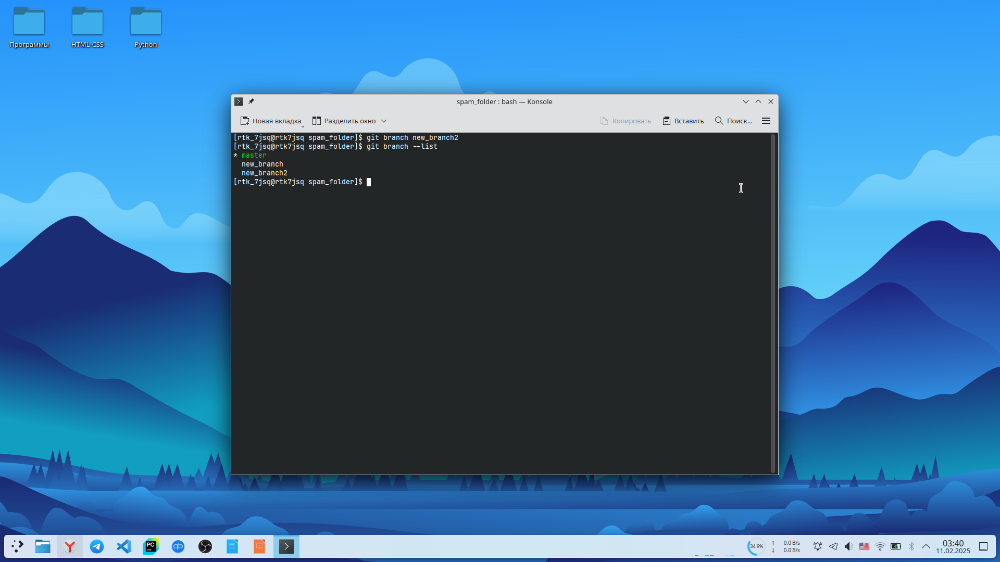 Программы
HTML-CSS
Python
spam_folder : bash — Konsole
Новая вкладка
Разделить окно
Копировать
Вставить
Поиск...
[rtk_7jsq@rtk7jsq spam_folder]$ git branch new_branch2
[rtk_7jsq@rtk7jsq spam_folder]$ git branch --list
* master
new_branch
new_branch2
[rtk_7jsq@rtk7jsq spam_folder]$
PC
qb
34,9%
0.0 B/s
0.0 B/s
03:40
11.02.2025